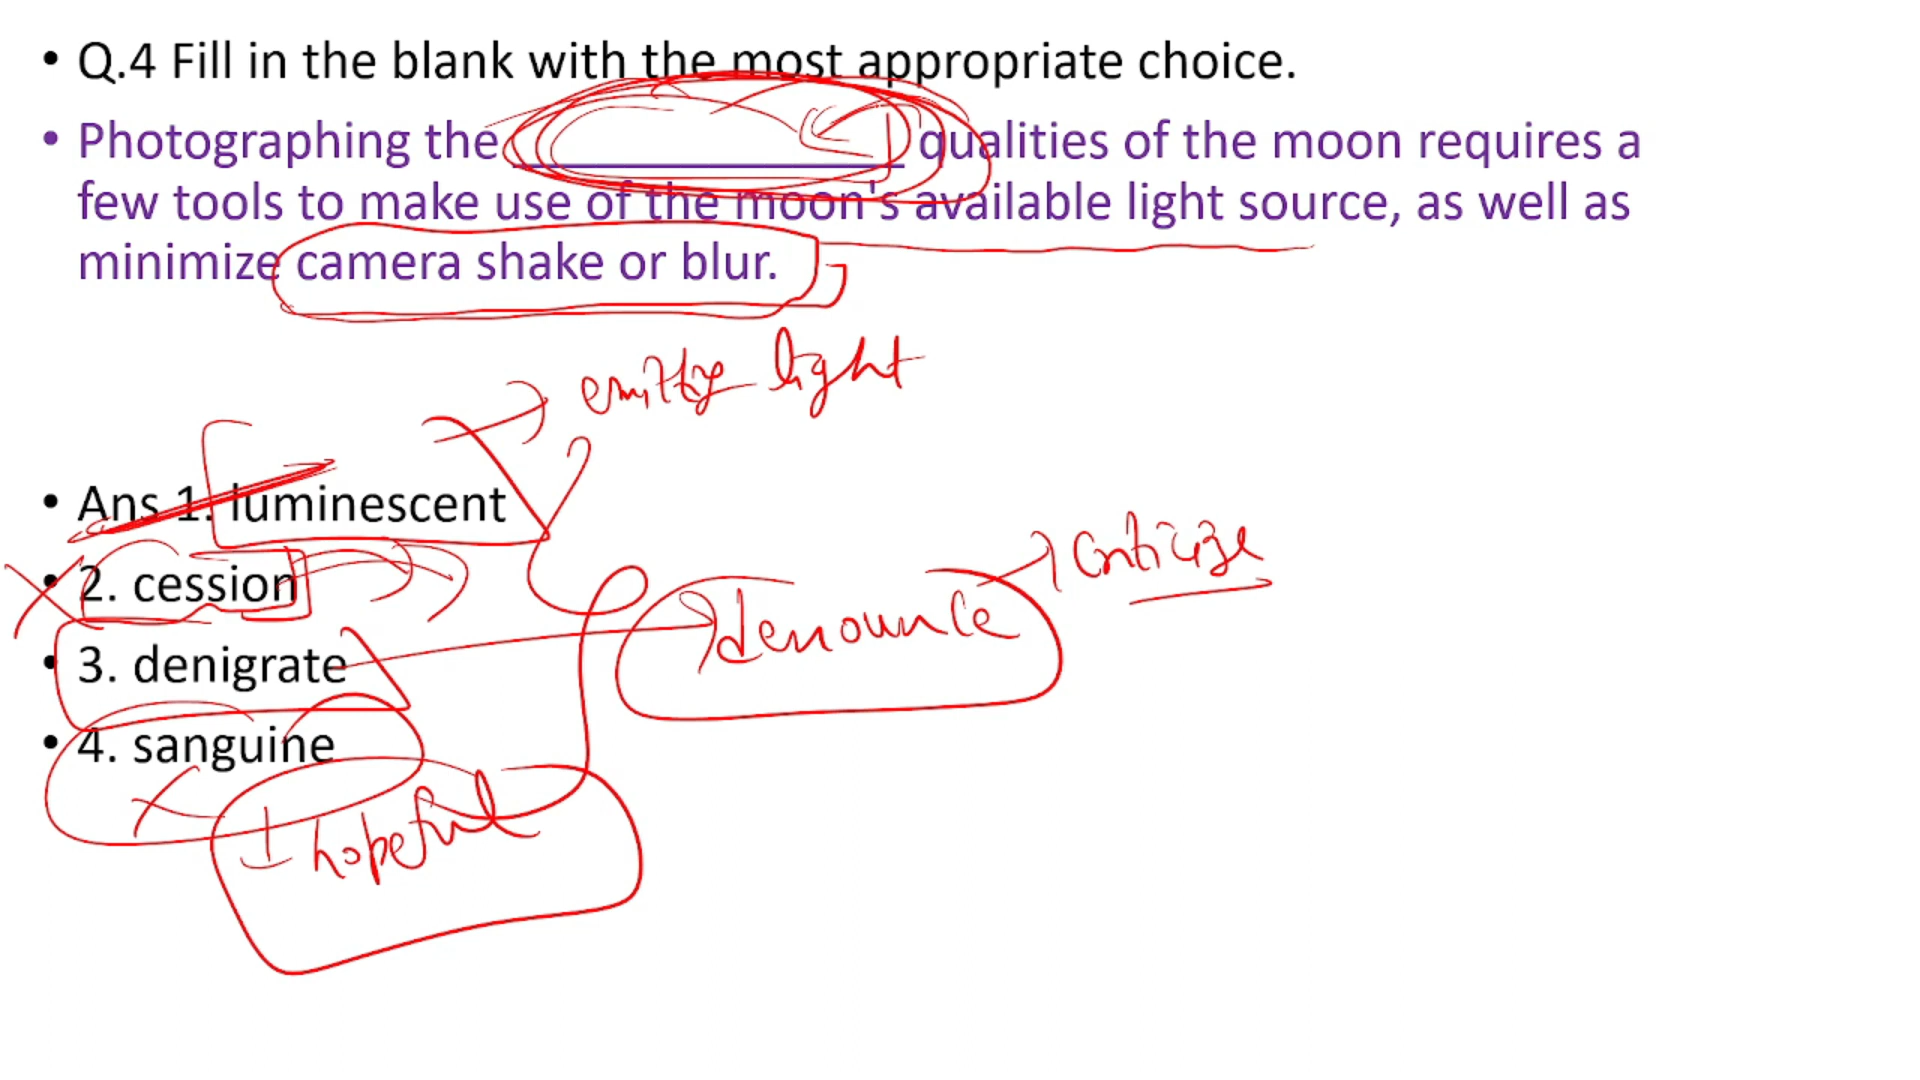 • Q.4 Fill in the blank with the most appropriate choice.
• Photographing the ______________ qualities of the moon requires a
few tools to make use of the moon's available light source, as well as
minimize camera shake or blur.
emitting light
• Ans 1. luminescent
criticize
• 2. cession
denounce
• 3. denigrate
• 4. sanguine
hopeful